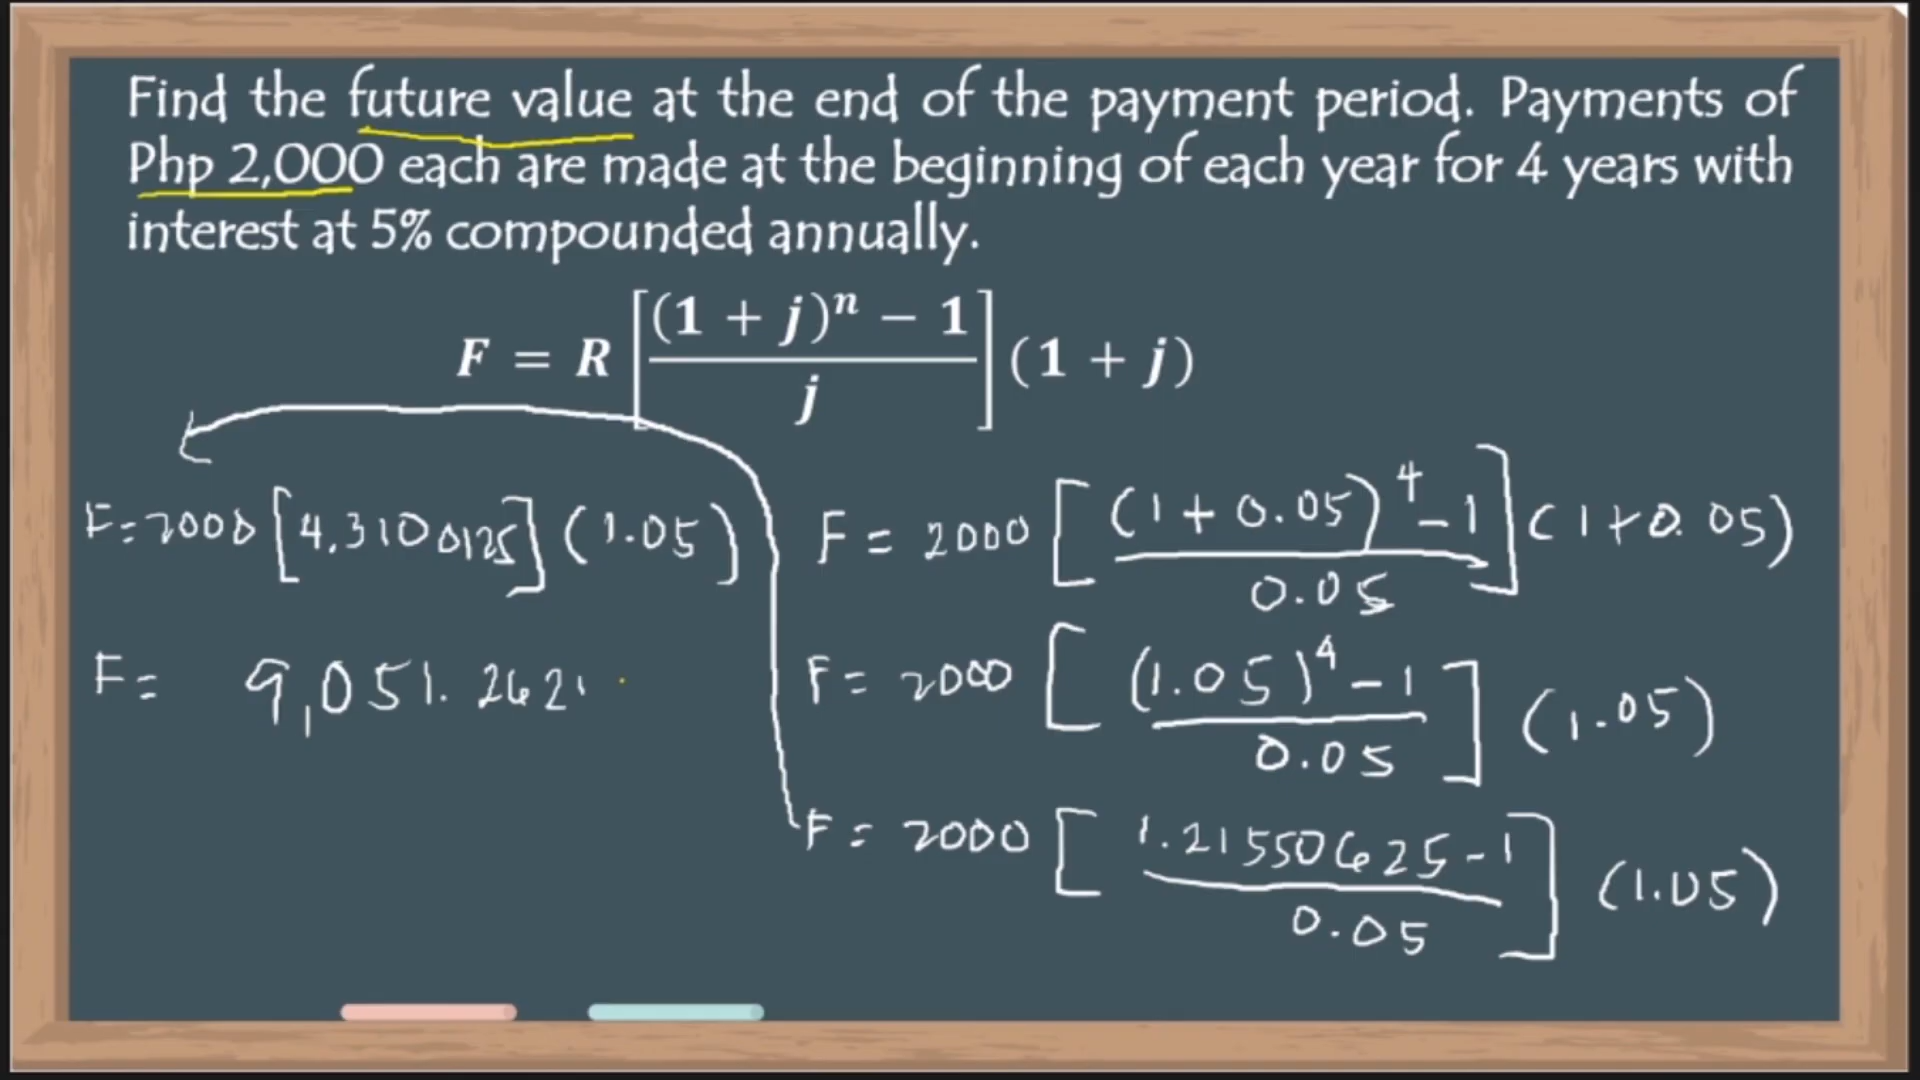 Find the future value at the end of the payment period. Payments of
Php 2,000 each are made at the beginning of each year for 4 years with
interest at 5% compounded annually.
F = R [((1 + j)^n − 1) / j] (1 + j)
F = 2000 [((1+0.05)^4 − 1) / 0.05] (1+0.05)
F = 2000 [((1.05)^4 − 1) / 0.05] (1.05)
F = 2000 [(1.21550625 − 1) / 0.05] (1.05)
F = 2000 [4.3100125] (1.05)
F = 9,051.2621